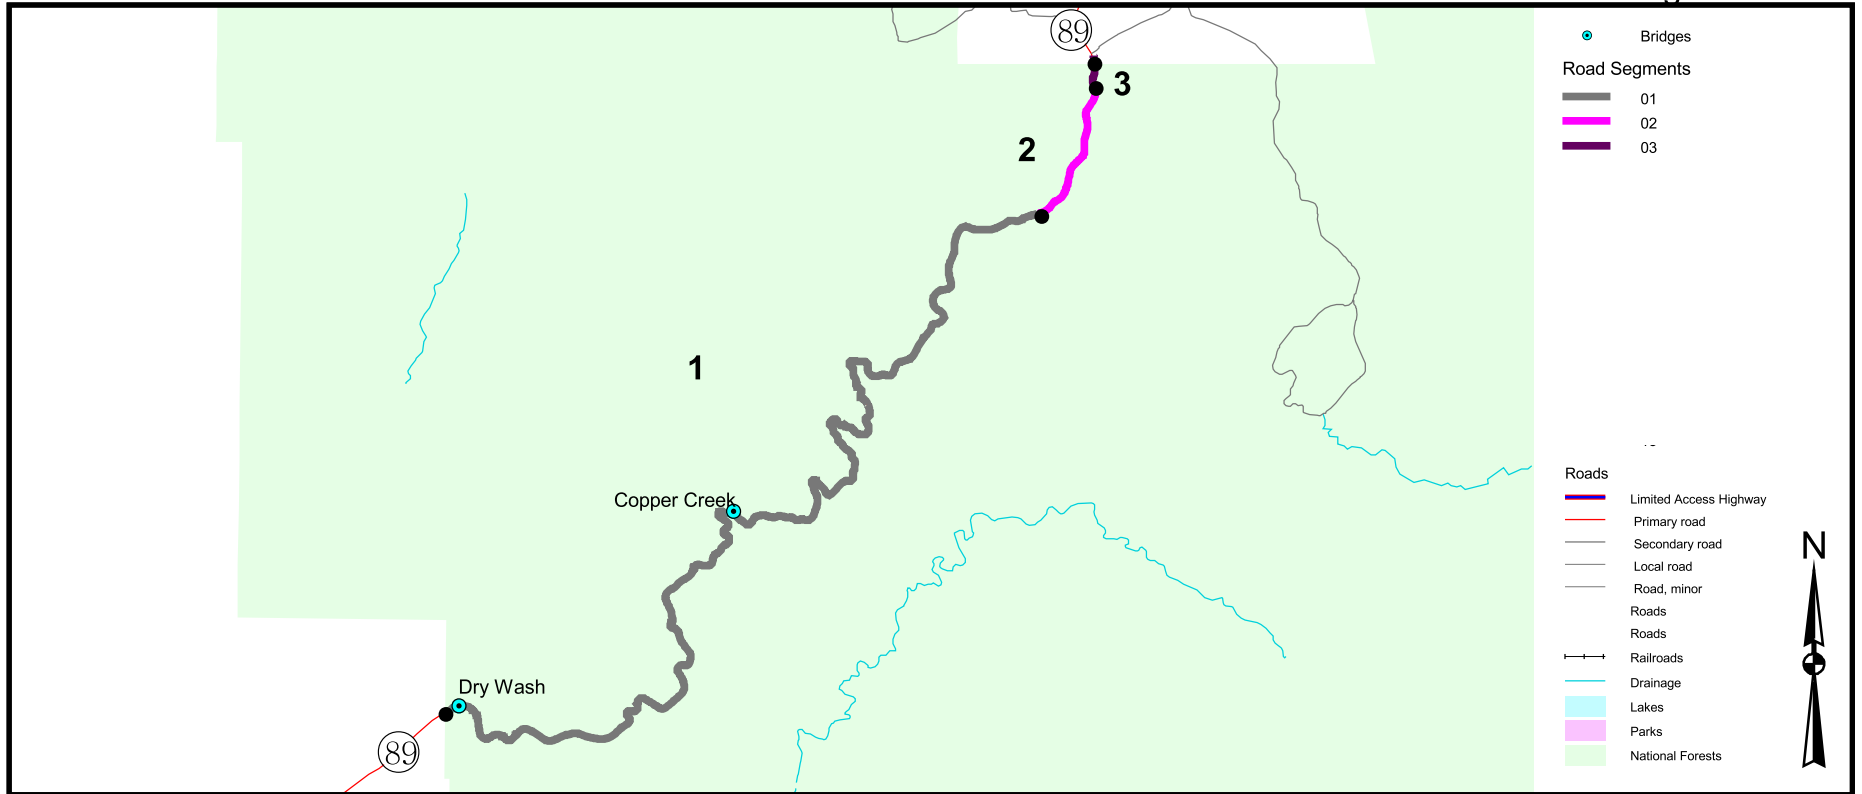 89
3
2
1
Copper Creek
Dry Wash
89
Bridges
Road Segments
01
02
03
Roads
Limited Access Highway
Primary road
Secondary road
Local road
Road, minor
Roads
Roads
Railroads
Drainage
Lakes
Parks
National Forests
N